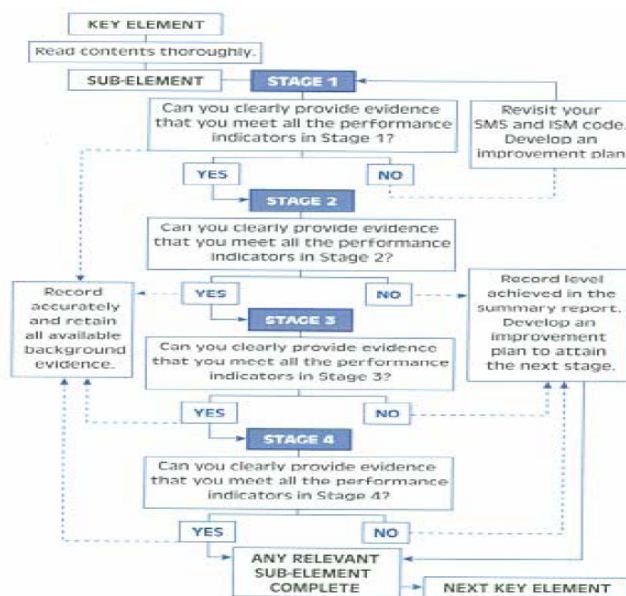 KEY ELEMENT
Read contents thoroughly.
SUB-ELEMENT
STAGE 1
Can you clearly provide evidence
that you meet all the performance
indicators in Stage 1?
Revisit your
SMS and ISM code.
Develop an
improvement plan
YES
NO
STAGE 2
Can you clearly provide evidence
that you meet all the performance
indicators in Stage 2?
Record
accurately
and retain
all available
background
evidence.
YES
NO
Record level
achieved in the
summary report.
Develop an
improvement
plan to attain
the next stage.
STAGE 3
Can you clearly provide evidence
that you meet all the performance
indicators in Stage 3?
YES
NO
STAGE 4
Can you clearly provide evidence
that you meet all the performance
indicators in Stage 4?
YES
NO
ANY RELEVANT
SUB-ELEMENT
COMPLETE
NEXT KEY ELEMENT